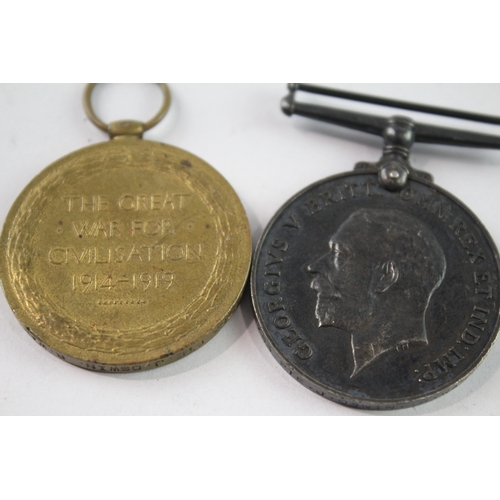 THE GREAT
WAR FOR
CIVILISATION
1914-1919
GEORGIVS V BRITT OMN REX ET IND IMP: